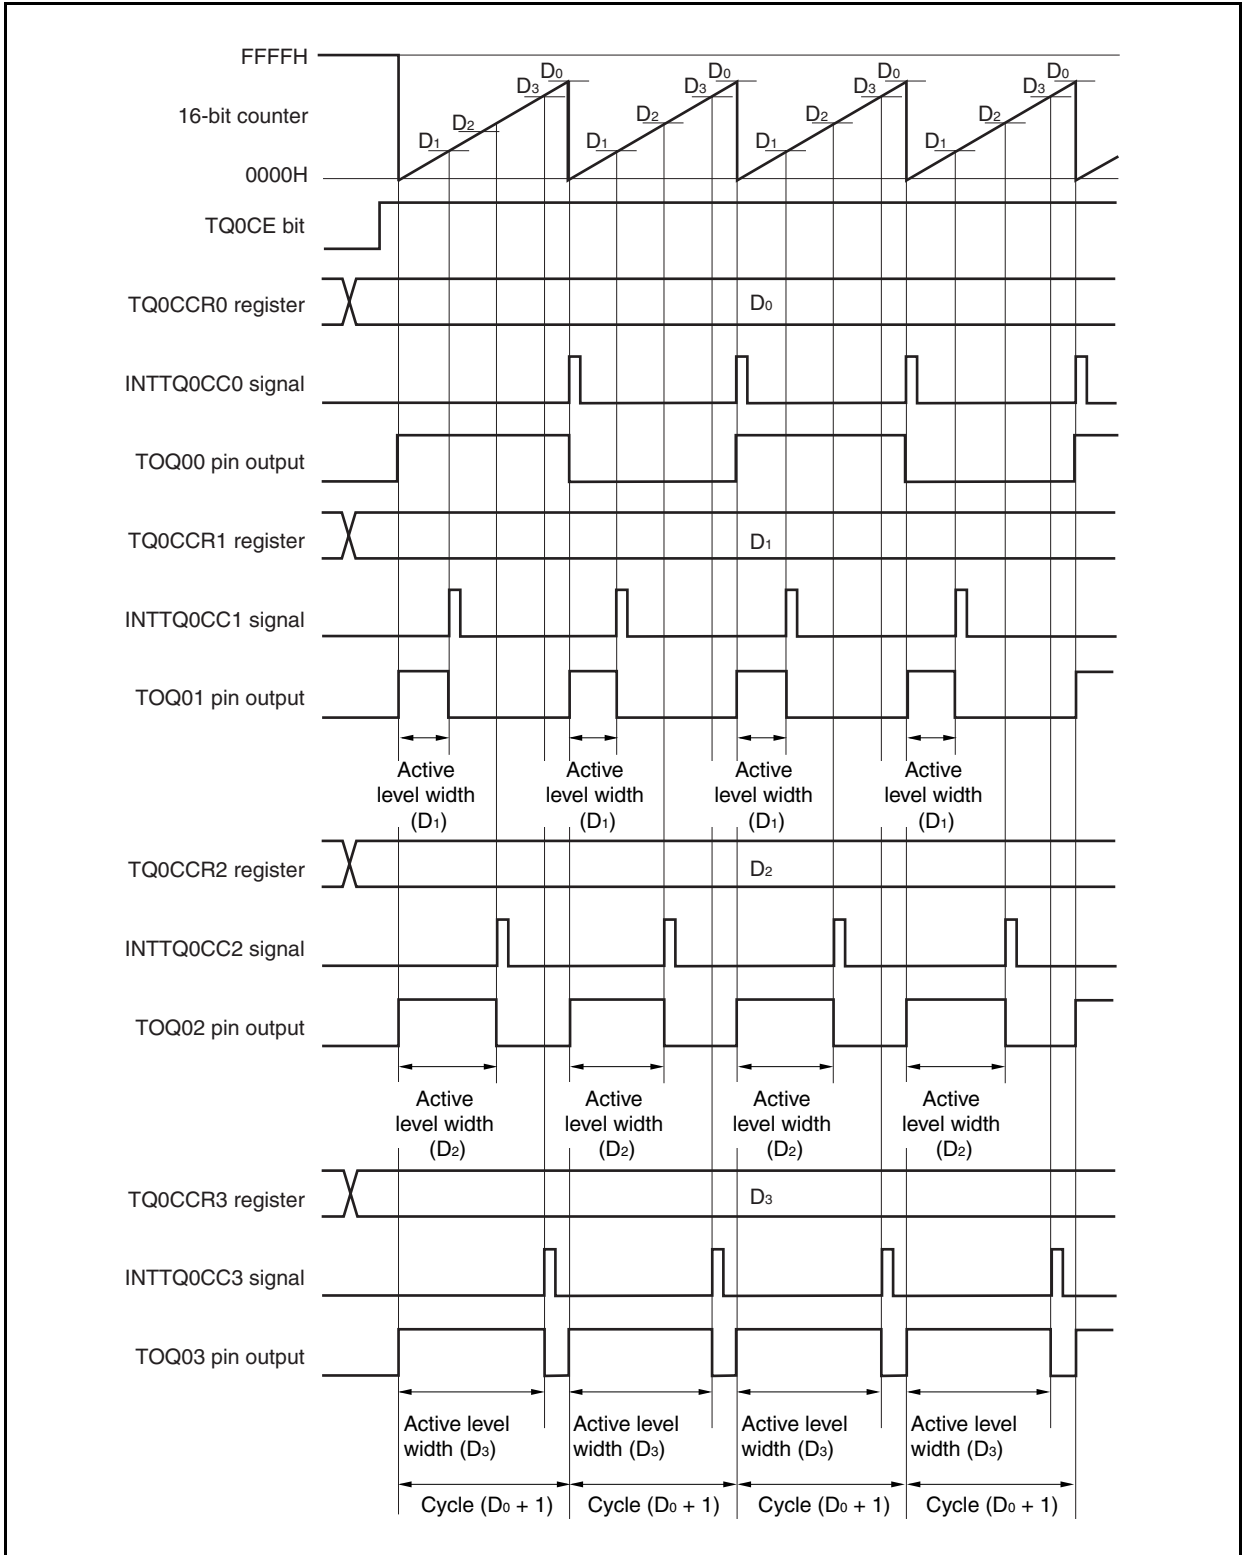 FFFFH
D0 D0 D0 D0
D3 D3 D3 D3
16-bit counter
D2 D2 D2 D2
D1 D1 D1 D1
0000H
TQ0CE bit
TQ0CCR0 register
D0
INTTQ0CC0 signal
TOQ00 pin output
TQ0CCR1 register
D1
INTTQ0CC1 signal
TOQ01 pin output
Active Active Active Active
level width level width level width level width
(D1) (D1) (D1) (D1)
TQ0CCR2 register
D2
INTTQ0CC2 signal
TOQ02 pin output
Active Active Active Active
level width level width level width level width
(D2) (D2) (D2) (D2)
TQ0CCR3 register
D3
INTTQ0CC3 signal
TOQ03 pin output
Active level Active level Active level Active level
width (D3) width (D3) width (D3) width (D3)
Cycle (D0 + 1) Cycle (D0 + 1) Cycle (D0 + 1) Cycle (D0 + 1)